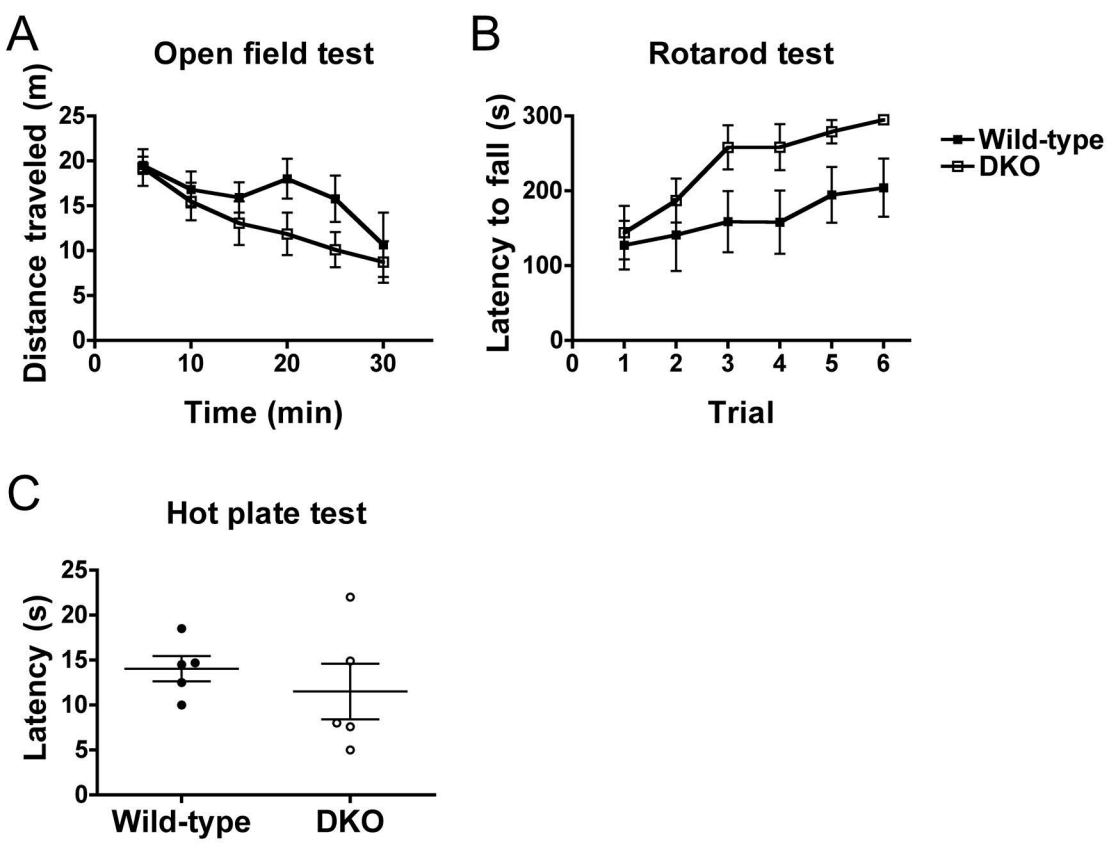 A
Open field test
Distance traveled (m)
25
20
15
10
5
0
0 10 20 30
Time (min)
B
Rotarod test
Latency to fall (s)
300
200
100
0
0 1 2 3 4 5 6
Trial
Wild-type
DKO
C
Hot plate test
Latency (s)
25
20
15
10
5
0
Wild-type DKO